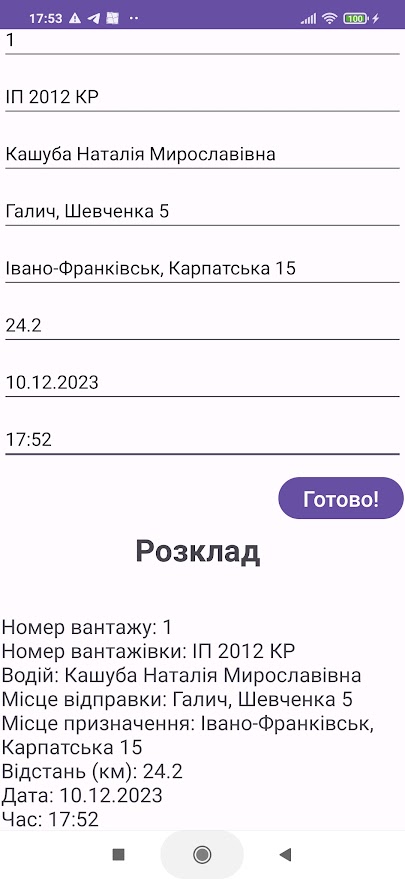 17:53
100
1
ІП 2012 КР
Кашуба Наталія Мирославівна
Галич, Шевченка 5
Івано-Франківськ, Карпатська 15
24.2
10.12.2023
17:52
Готово!
Розклад
Номер вантажу: 1
Номер вантажівки: ІП 2012 КР
Водій: Кашуба Наталія Мирославівна
Місце відправки: Галич, Шевченка 5
Місце призначення: Івано-Франківськ,
Карпатська 15
Відстань (км): 24.2
Дата: 10.12.2023
Час: 17:52